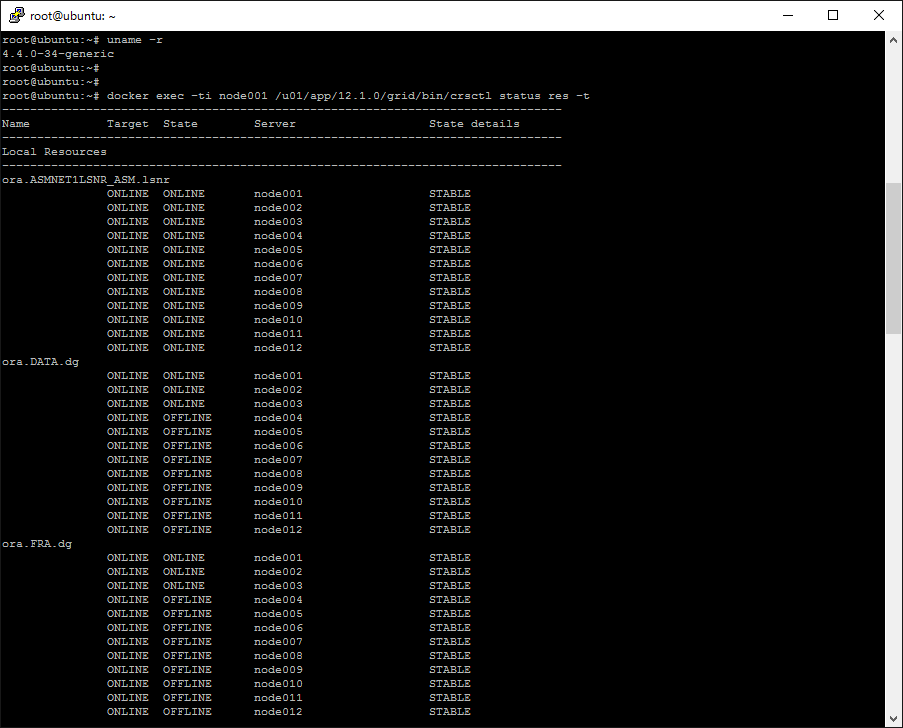 root@ubuntu: ~
root@ubuntu:~# uname -r
4.4.0-34-generic
root@ubuntu:~#
root@ubuntu:~#
root@ubuntu:~# docker exec -ti node001 /u01/app/12.1.0/grid/bin/crsctl status res -t
--------------------------------------------------------------------------------
Name           Target  State        Server                   State details
--------------------------------------------------------------------------------
Local Resources
--------------------------------------------------------------------------------
ora.ASMNET1LSNR_ASM.lsnr
               ONLINE  ONLINE       node001                  STABLE
               ONLINE  ONLINE       node002                  STABLE
               ONLINE  ONLINE       node003                  STABLE
               ONLINE  ONLINE       node004                  STABLE
               ONLINE  ONLINE       node005                  STABLE
               ONLINE  ONLINE       node006                  STABLE
               ONLINE  ONLINE       node007                  STABLE
               ONLINE  ONLINE       node008                  STABLE
               ONLINE  ONLINE       node009                  STABLE
               ONLINE  ONLINE       node010                  STABLE
               ONLINE  ONLINE       node011                  STABLE
               ONLINE  ONLINE       node012                  STABLE
ora.DATA.dg
               ONLINE  ONLINE       node001                  STABLE
               ONLINE  ONLINE       node002                  STABLE
               ONLINE  ONLINE       node003                  STABLE
               ONLINE  OFFLINE      node004                  STABLE
               ONLINE  OFFLINE      node005                  STABLE
               ONLINE  OFFLINE      node006                  STABLE
               ONLINE  OFFLINE      node007                  STABLE
               ONLINE  OFFLINE      node008                  STABLE
               ONLINE  OFFLINE      node009                  STABLE
               ONLINE  OFFLINE      node010                  STABLE
               ONLINE  OFFLINE      node011                  STABLE
               ONLINE  OFFLINE      node012                  STABLE
ora.FRA.dg
               ONLINE  ONLINE       node001                  STABLE
               ONLINE  ONLINE       node002                  STABLE
               ONLINE  ONLINE       node003                  STABLE
               ONLINE  OFFLINE      node004                  STABLE
               ONLINE  OFFLINE      node005                  STABLE
               ONLINE  OFFLINE      node006                  STABLE
               ONLINE  OFFLINE      node007                  STABLE
               ONLINE  OFFLINE      node008                  STABLE
               ONLINE  OFFLINE      node009                  STABLE
               ONLINE  OFFLINE      node010                  STABLE
               ONLINE  OFFLINE      node011                  STABLE
               ONLINE  OFFLINE      node012                  STABLE